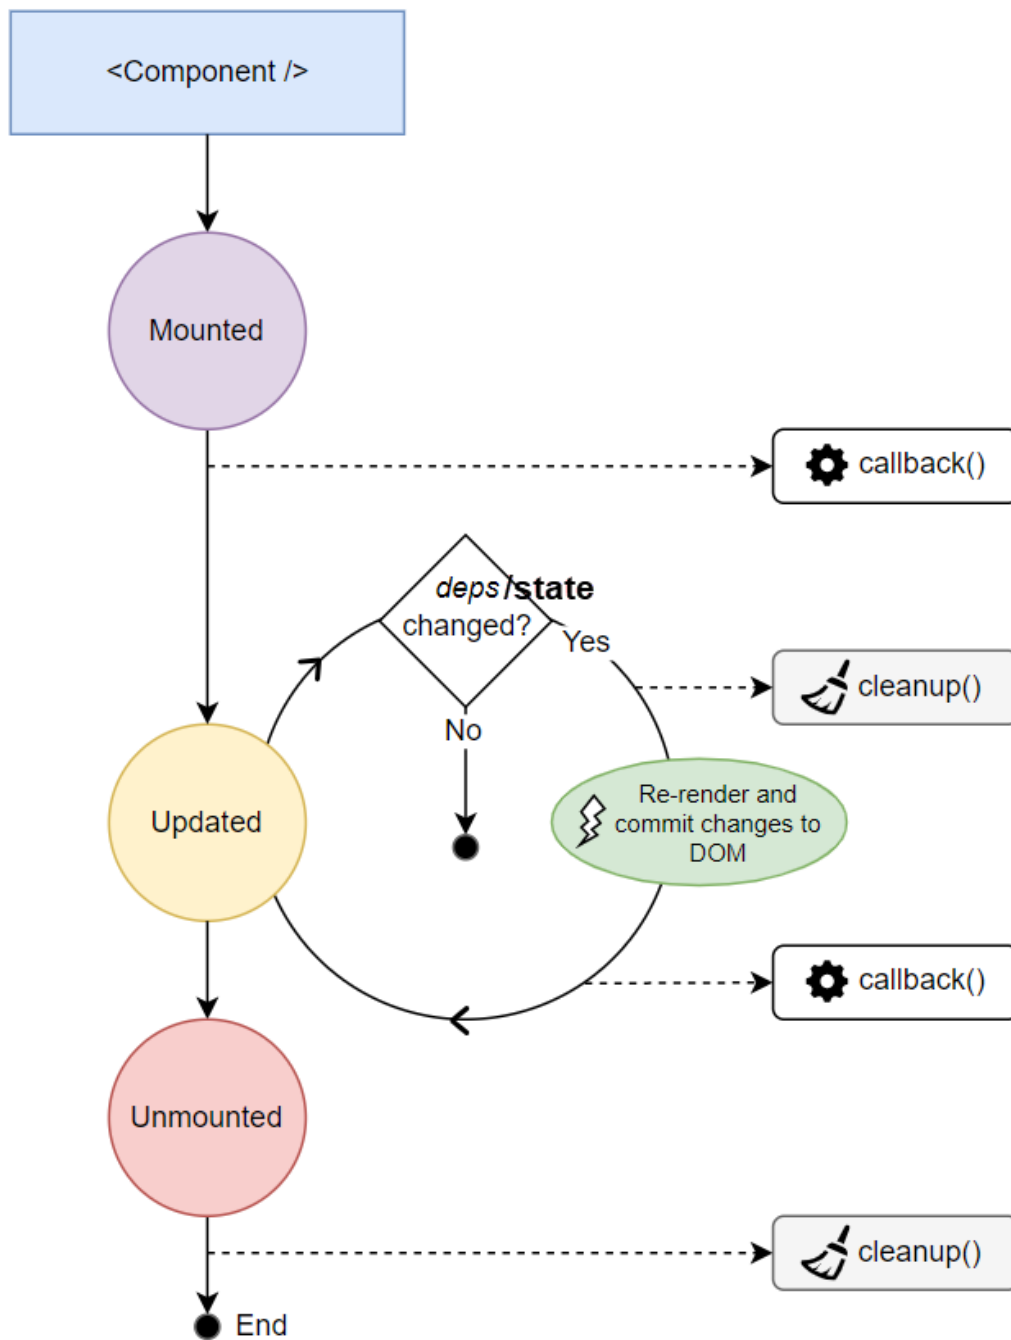 <Component />
Mounted
callback()
deps/state
changed?
Yes
cleanup()
No
Re-render and
commit changes to
DOM
Updated
callback()
Unmounted
cleanup()
End